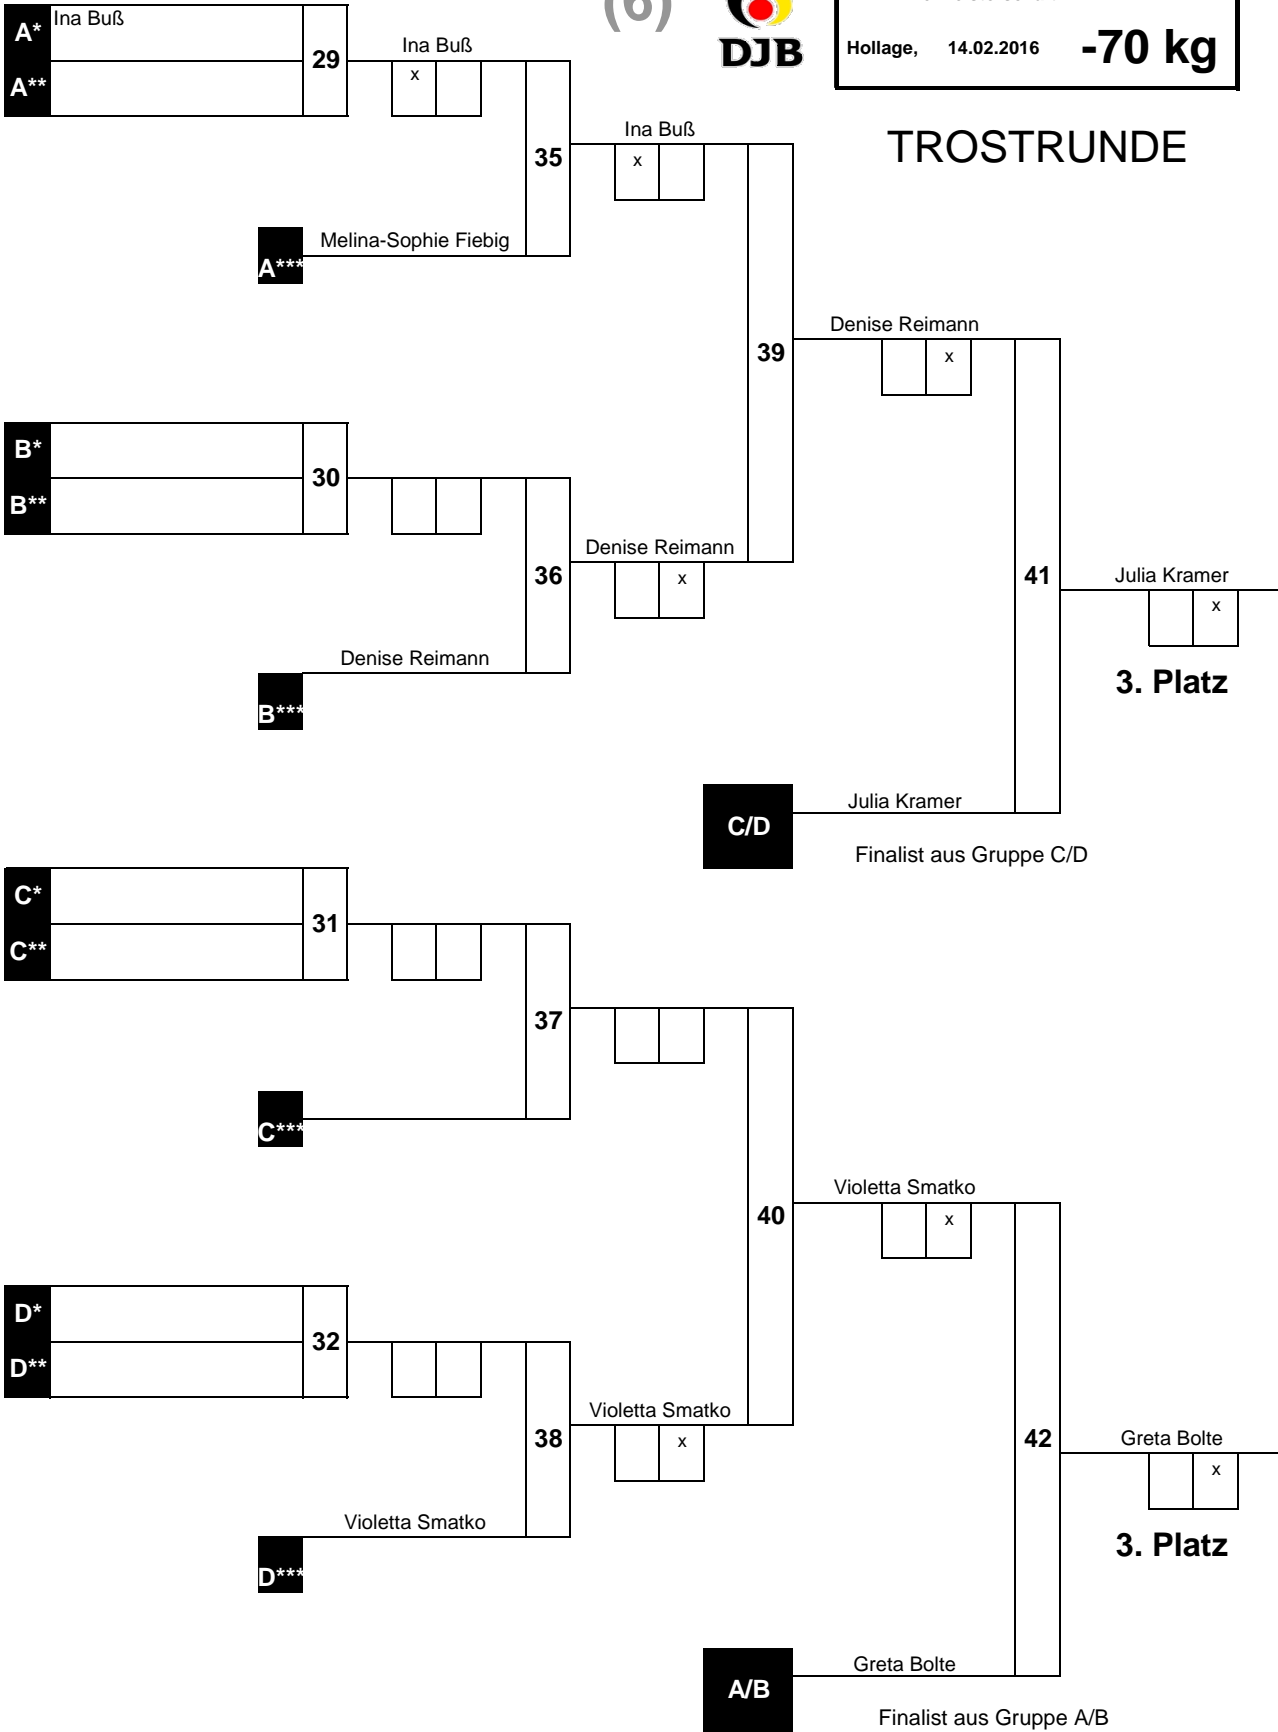 (6)
DJB
Hollage, 14.02.2016 -70 kg
TROSTRUNDE
A* Ina Buß
A**
29
Ina Buß
x
35
Ina Buß
x
A*** Melina-Sophie Fiebig
39
Denise Reimann
x
B*
B**
30
36
Denise Reimann
x
B*** Denise Reimann
41
Julia Kramer
x
3. Platz
C/D Julia Kramer
Finalist aus Gruppe C/D
C*
C**
31
37
C***
40
Violetta Smatko
x
D*
D**
32
38
Violetta Smatko
x
D*** Violetta Smatko
42
Greta Bolte
x
3. Platz
A/B Greta Bolte
Finalist aus Gruppe A/B